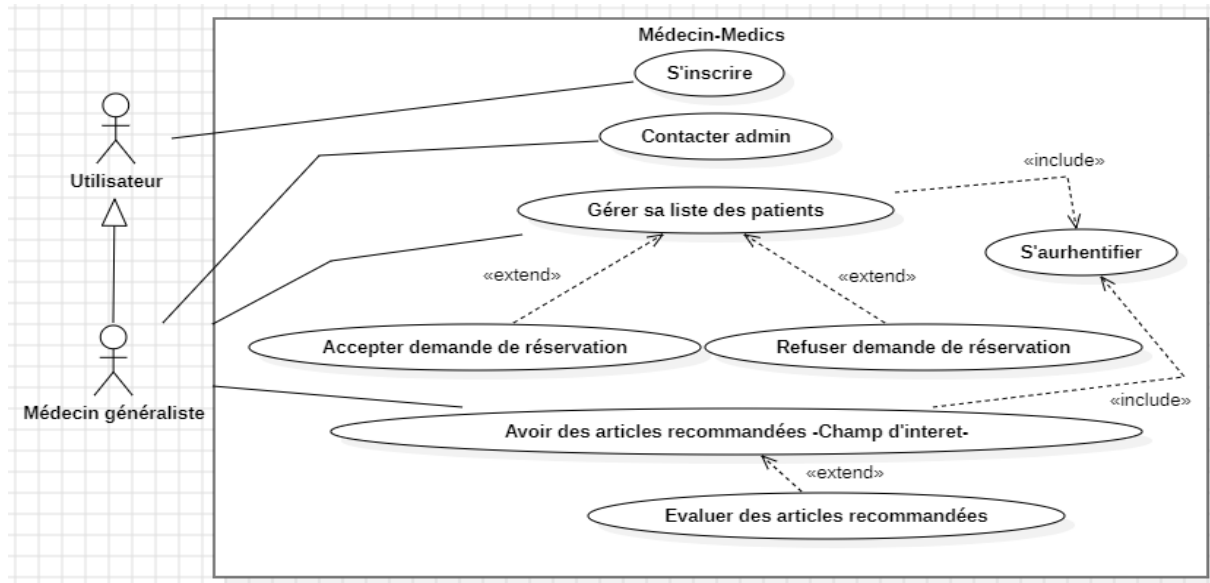 Médecin-Medics
S'inscrire
Contacter admin
Utilisateur
«include»
Gérer sa liste des patients
S'aurhentifier
«extend»
«extend»
Accepter demande de réservation
Refuser demande de réservation
Médecin généraliste
«include»
Avoir des articles recommandées -Champ d'interet-
«extend»
Evaluer des articles recommandées